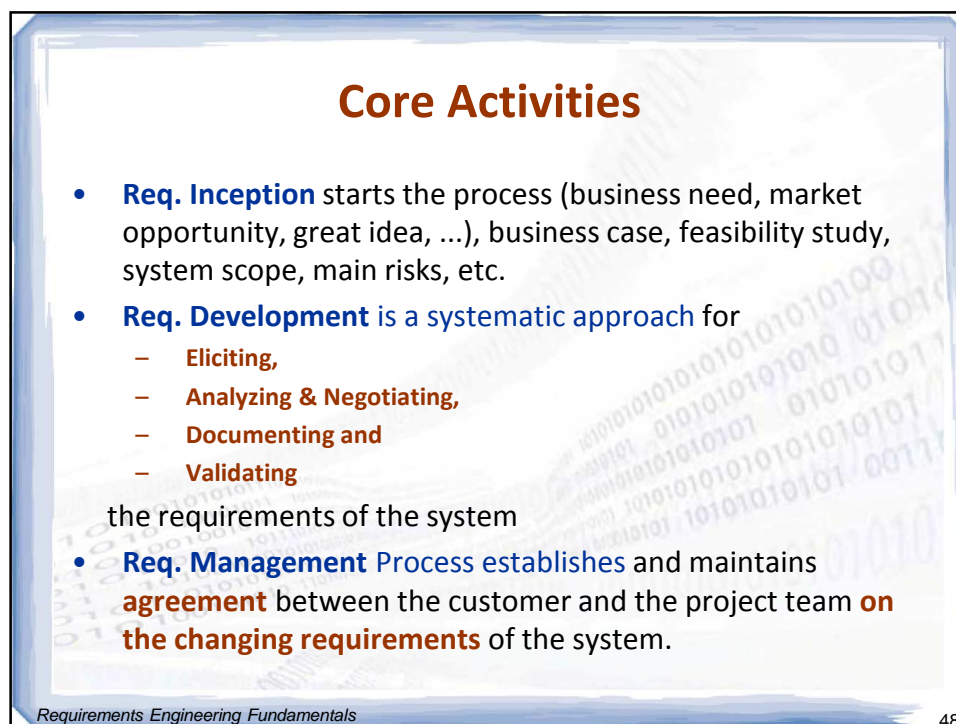 Core Activities
• Req. Inception starts the process (business need, market
opportunity, great idea, ...), business case, feasibility study,
system scope, main risks, etc.
• Req. Development is a systematic approach for
– Eliciting,
– Analyzing & Negotiating,
– Documenting and
– Validating
the requirements of the system
• Req. Management Process establishes and maintains
agreement between the customer and the project team on
the changing requirements of the system.
Requirements Engineering Fundamentals
48